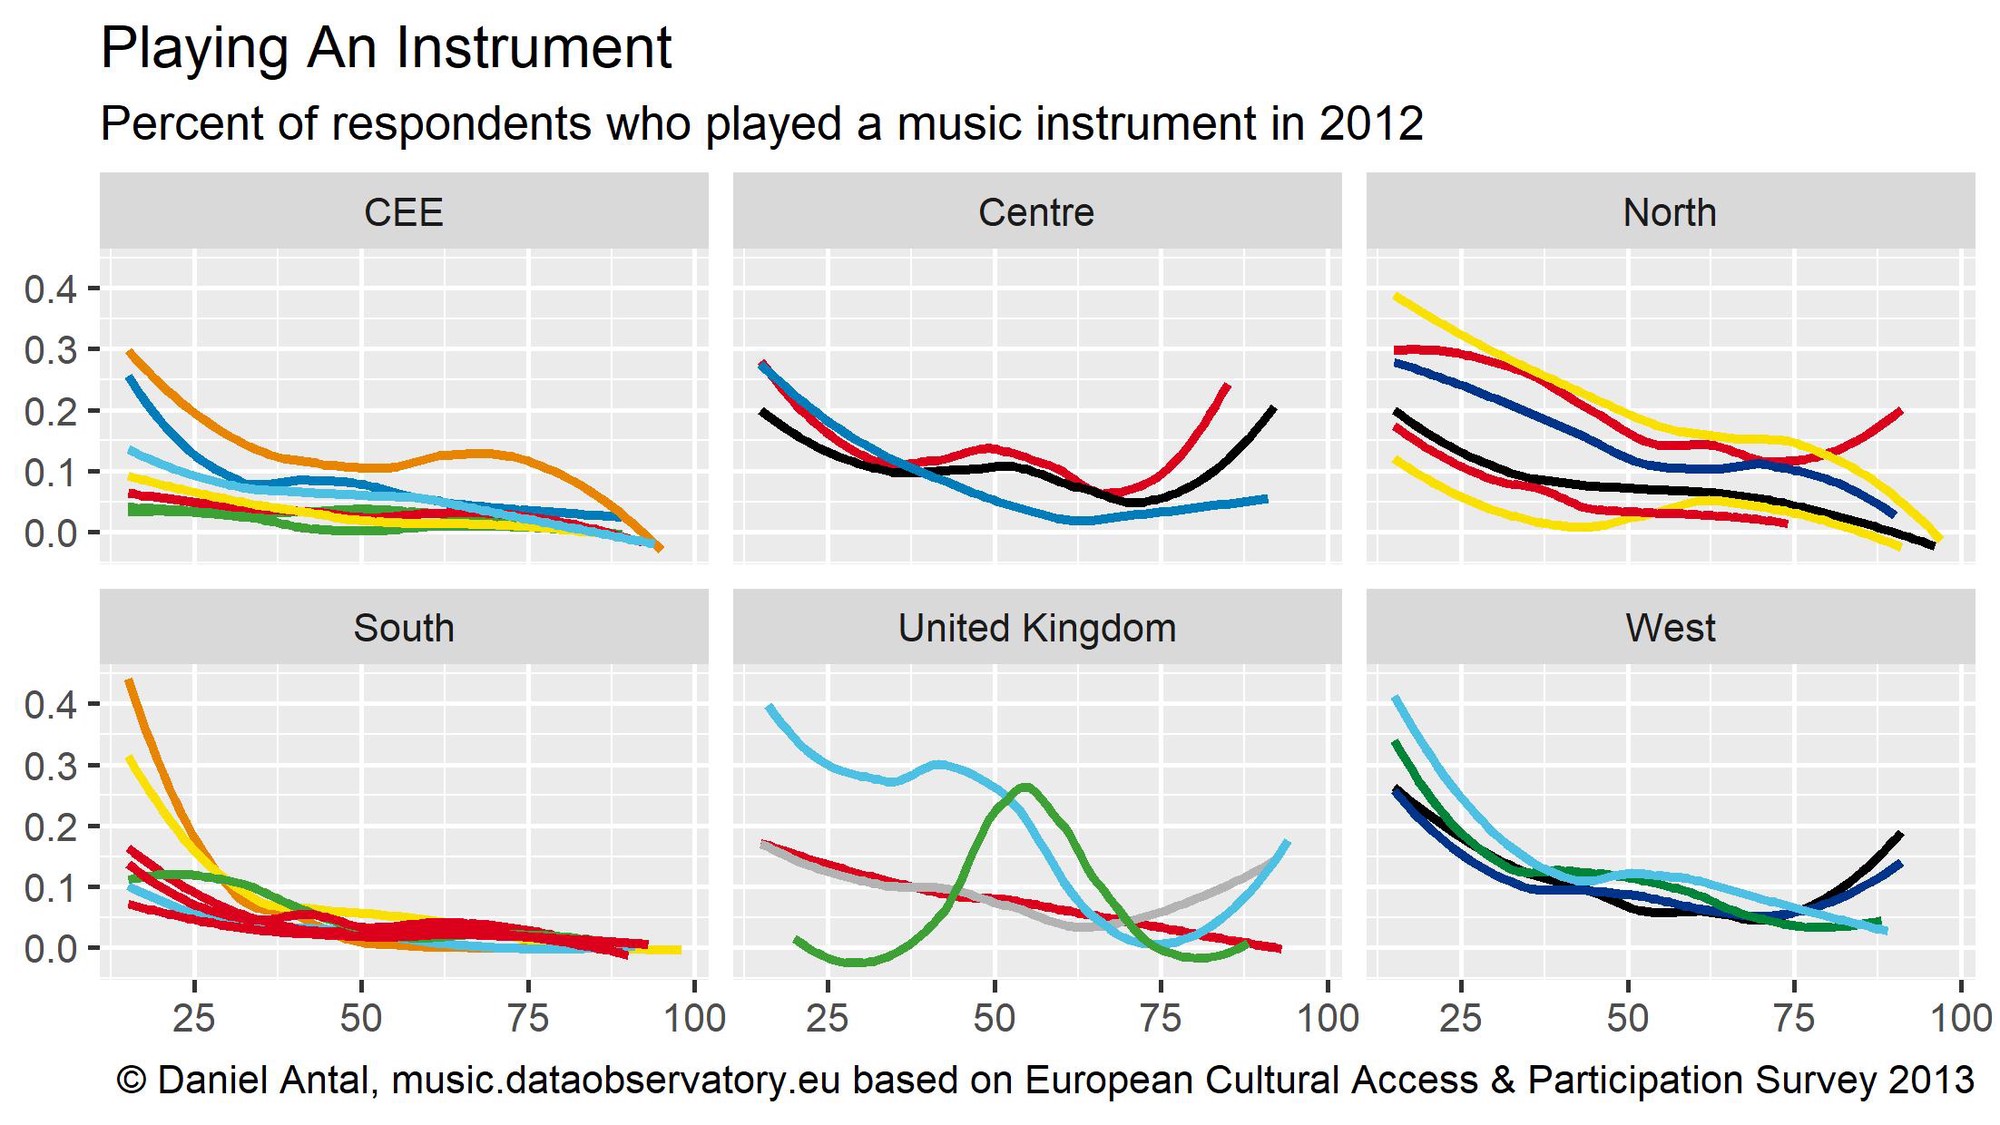 Playing An Instrument
Percent of respondents who played a music instrument in 2012
CEE
Centre
North
0.4
0.3
0.2
0.1
0.0
South
United Kingdom
West
0.4
0.3
0.2
0.1
0.0
25 50 75 100 25 50 75 100 25 50 75 100
© Daniel Antal, music.dataobservatory.eu based on European Cultural Access & Participation Survey 2013